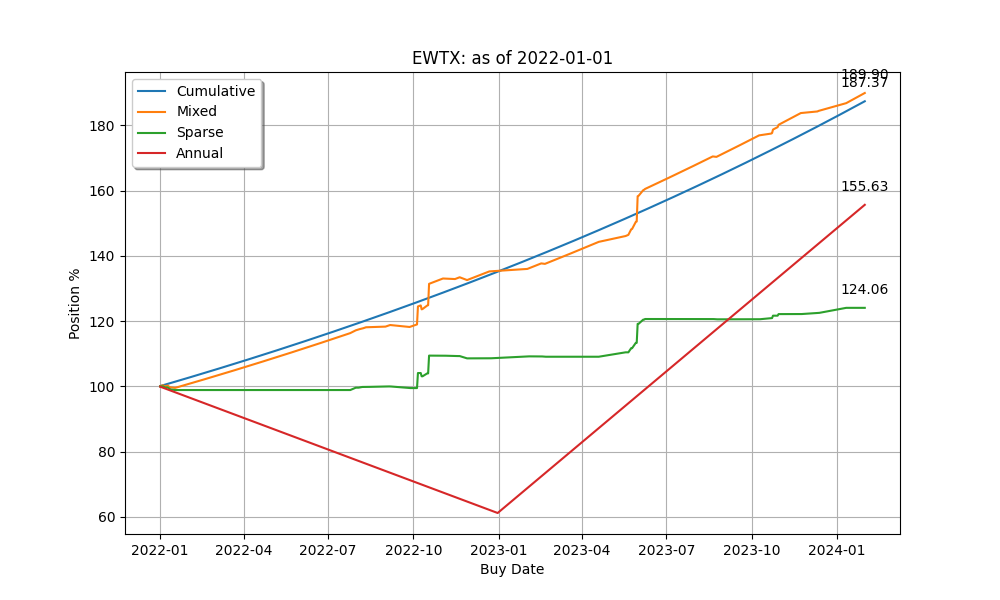 EWTX: as of 2022-01-01
Cumulative
Mixed
Sparse
Annual
189.90
187.37
155.63
124.06
180
160
140
120
100
80
60
Position %
2022-01 2022-04 2022-07 2022-10 2023-01 2023-04 2023-07 2023-10 2024-01
Buy Date